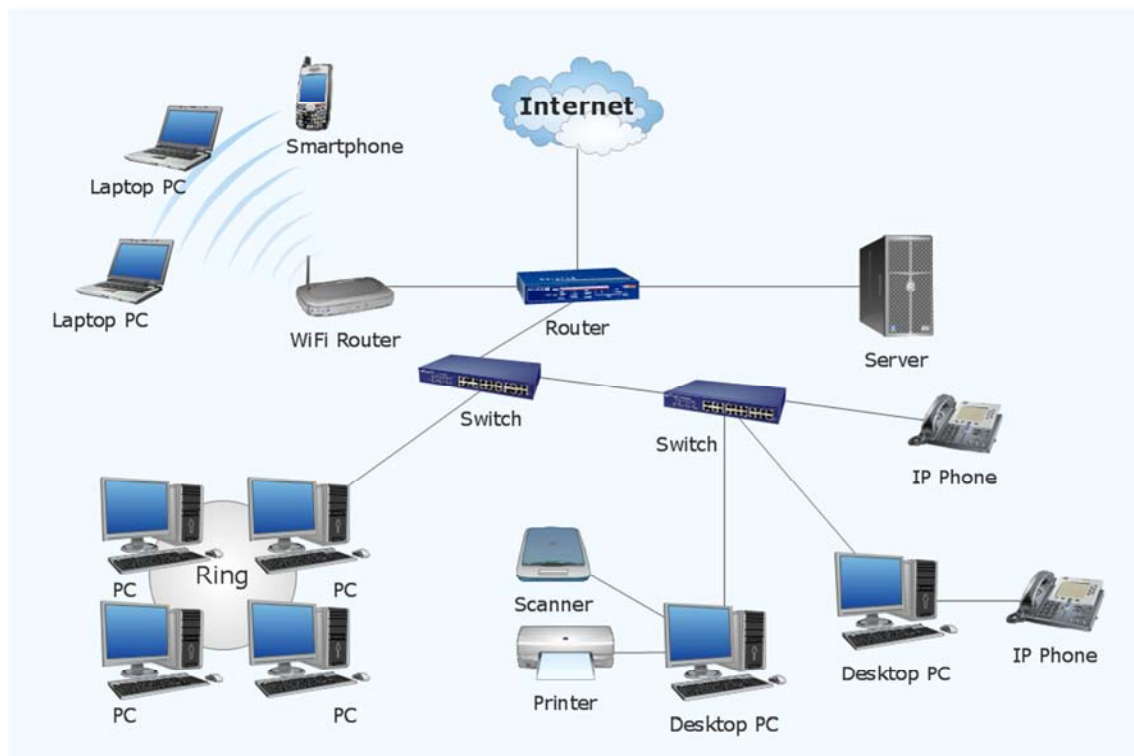 Internet
Smartphone
Laptop PC
Laptop PC
WiFi Router
Router
Server
Switch
Switch
IP Phone
Ring
PC
PC
PC
PC
Scanner
Printer
Desktop PC
Desktop PC
IP Phone